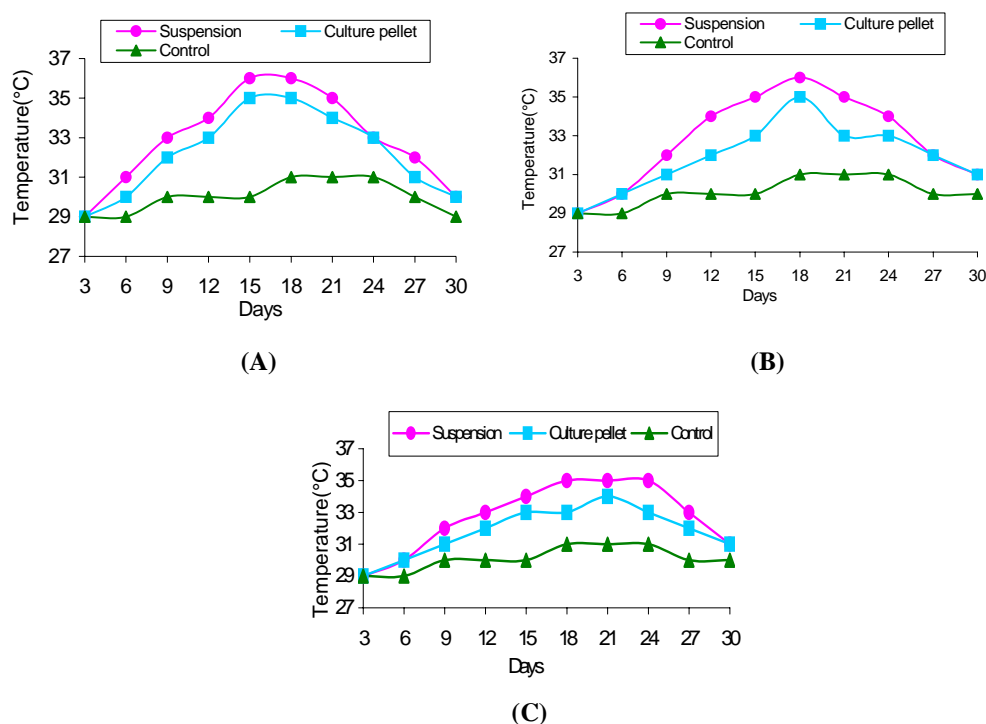 Suspension Culture pellet
Control
37
35
33
31
29
27
Temperature(°C)
3 6 9 12 15 18 21 24 27 30
Days
(A)
Suspension Culture pellet
Control
37
35
33
31
29
27
Temperature(°C)
3 6 9 12 15 18 21 24 27 30
Days
(B)
Suspension Culture pellet Control
37
35
33
31
29
27
Temperature(°C)
3 6 9 12 15 18 21 24 27 30
Days
(C)